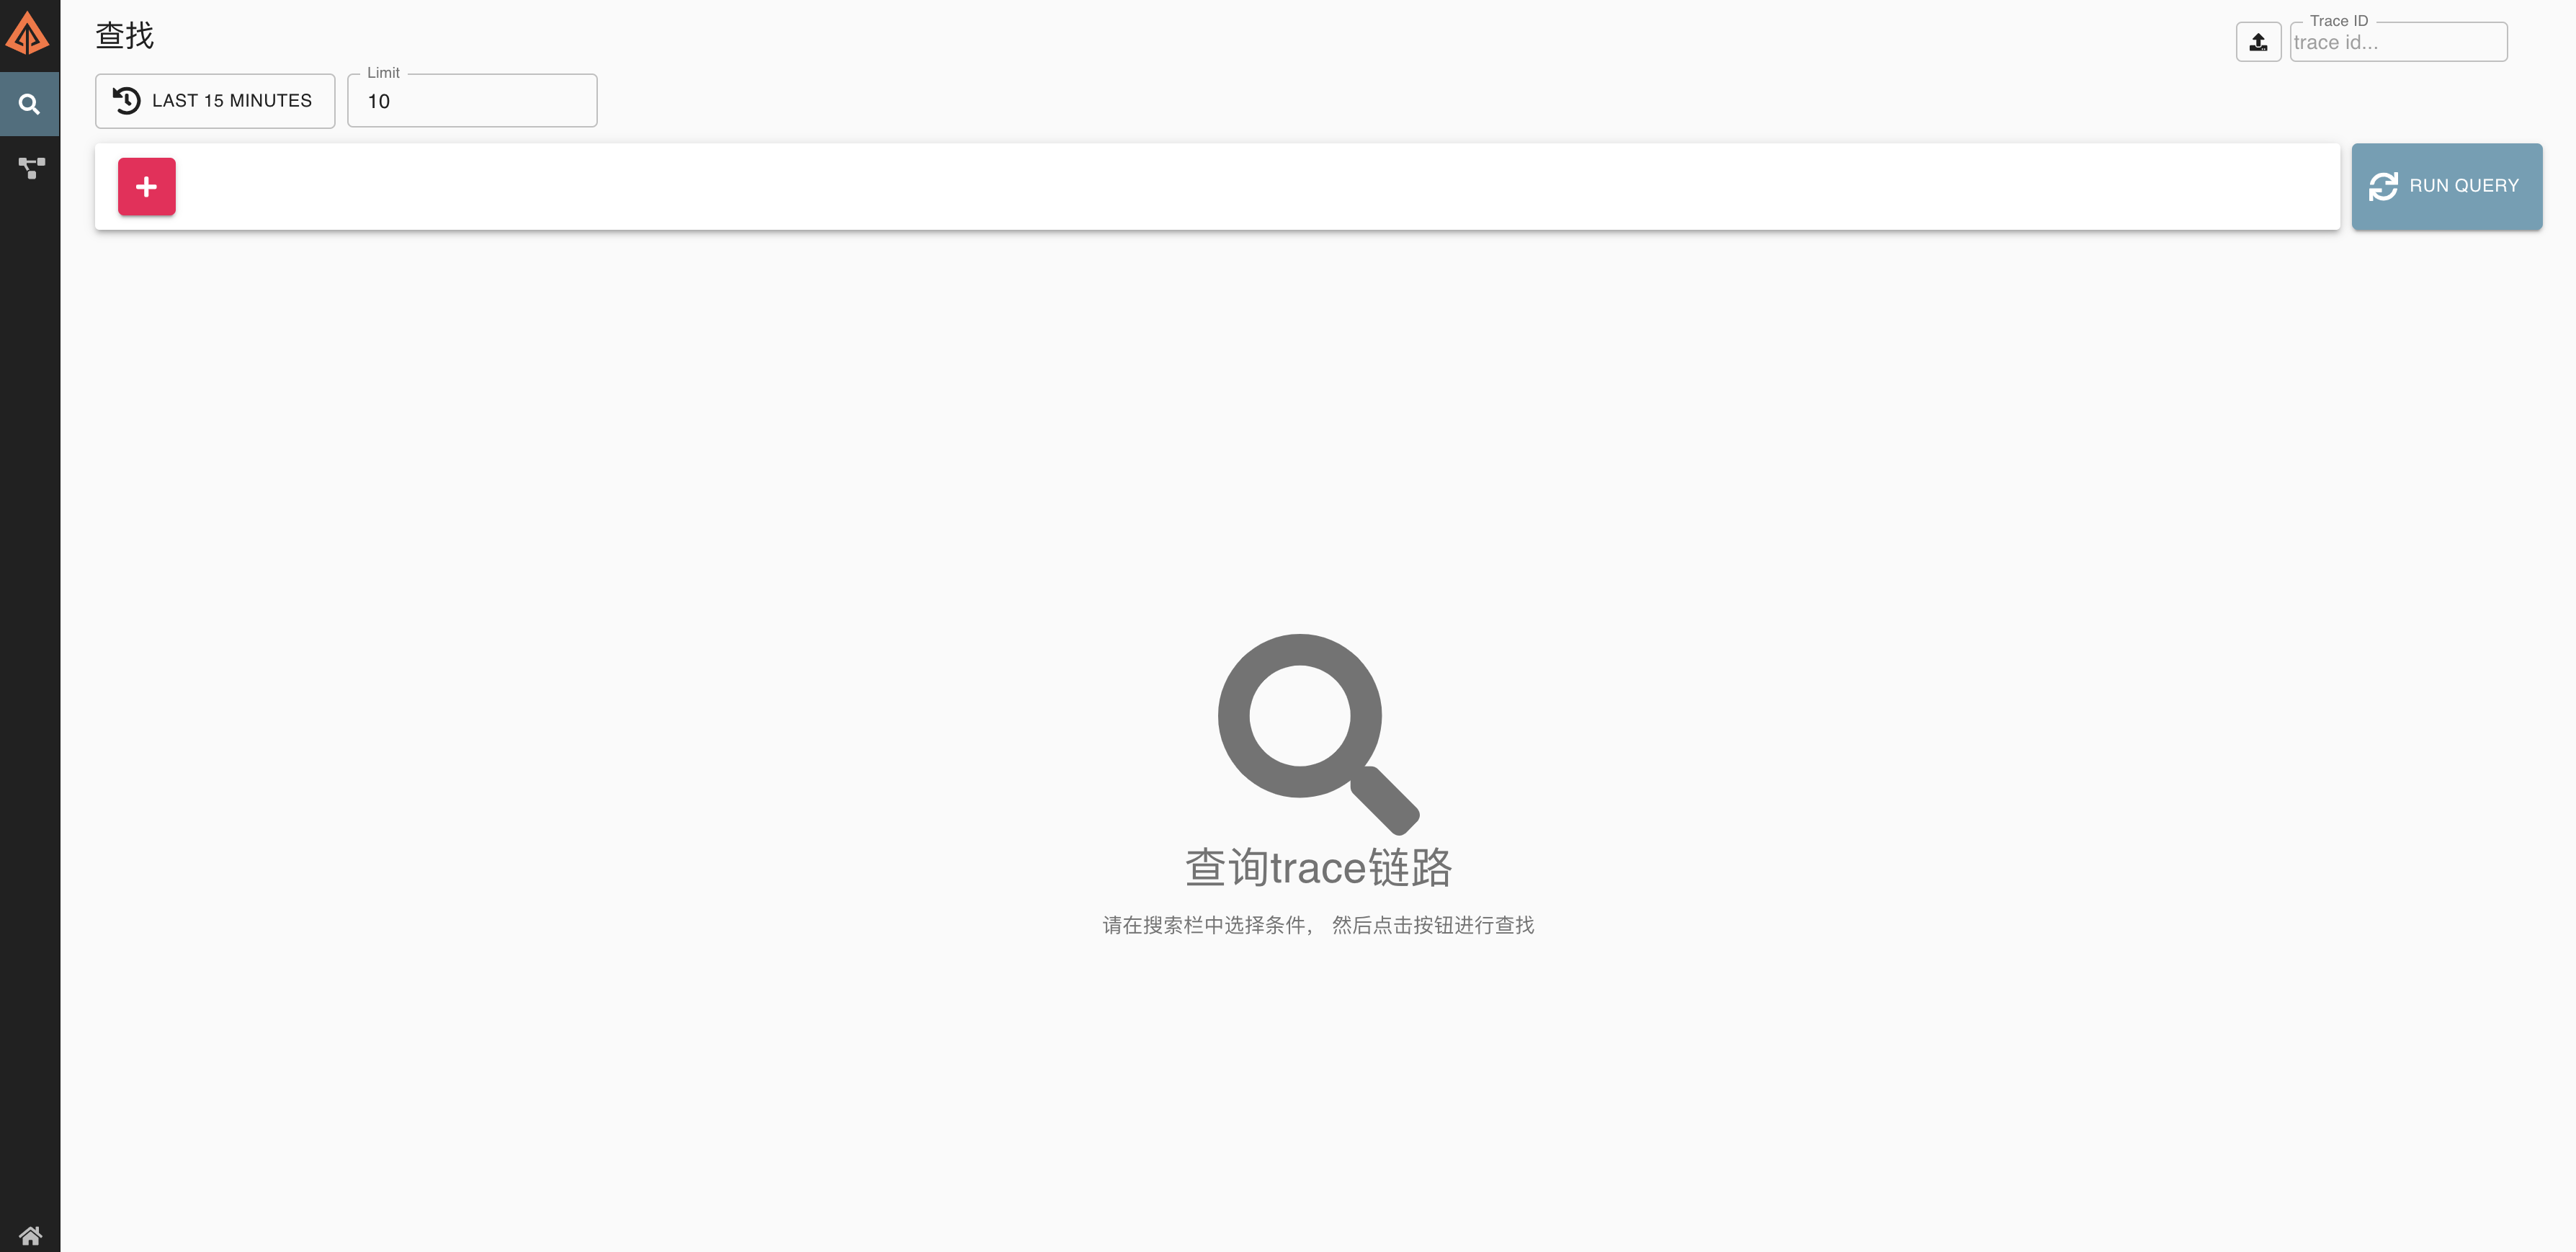 查找
Trace ID
trace id...
Limit
LAST 15 MINUTES
10
RUN QUERY
查询trace链路
请在搜索栏中选择条件， 然后点击按钮进行查找